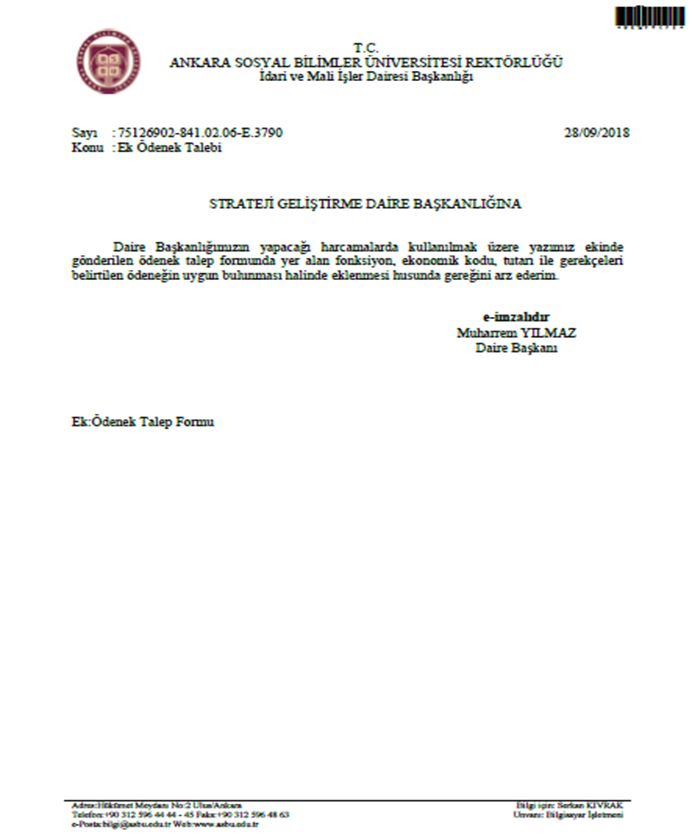 T.C.
ANKARA SOSYAL BİLİMLER ÜNİVERSİTESİ REKTÖRLÜĞÜ
İdari ve Mali İşler Dairesi Başkanlığı
Sayı : 75126902-841.02.06-E.3790 28/09/2018
Konu : Ek Ödenek Talebi
STRATEJİ GELİŞTİRME DAİRE BAŞKANLIĞINA
Daire Başkanlığımızın yapacağı harcamalarda kullanılmak üzere yazımız ekinde
gönderilen ödenek talep formunda yer alan fonksiyon, ekonomik kodu, tutarı ile gerekçeleri
belirtilen ödeneğin uygun bulunması halinde eklenmesi husunda gereğini arz ederim.
e-imzalıdır
Muharrem YILMAZ
Daire Başkanı
Ek:Ödenek Talep Formu
Adres:Hükümet Meydanı No:2 Ulus/Ankara Bilgi için: Serkan KIVRAK
Telefon:+90 312 596 44 44 - 45 Faks:+90 312 596 48 63 Unvanı: Bilgisayar İşletmeni
e-Posta:bilgi@asbu.edu.tr Web:www.asbu.edu.tr